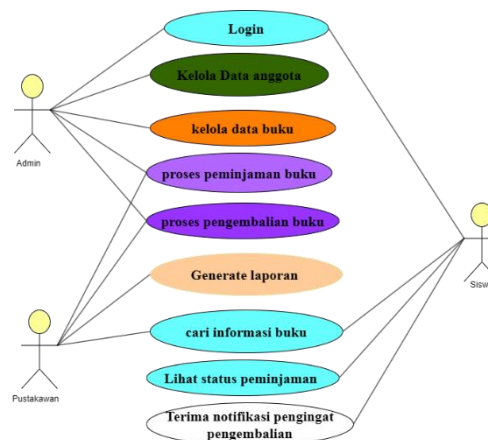 Login
Kelola Data anggota
kelola data buku
Admin
proses peminjaman buku
proses pengembalian buku
Generate laporan
Pustakawan
cari informasi buku
Lihat status peminjaman
Terima notifikasi pengingat
pengembalian
Sisw